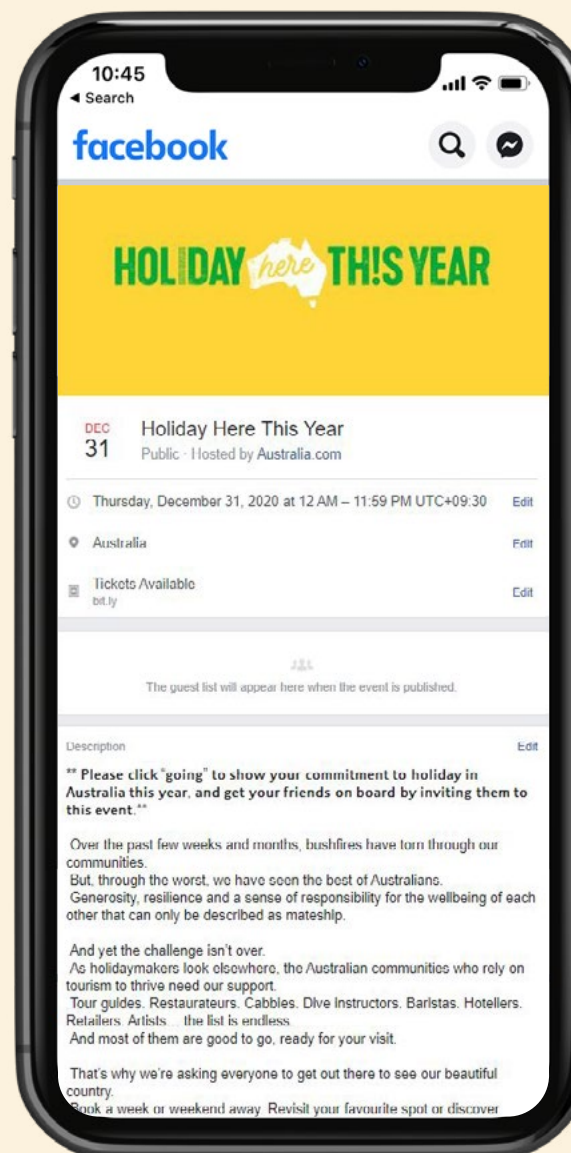 10:45
◄ Search
facebook
HOLIDAY here TH!S YEAR
DEC
31
Holiday Here This Year
Public · Hosted by Australia.com
Thursday, December 31, 2020 at 12 AM – 11:59 PM UTC+09:30 Edit
Australia Edit
Tickets Available
bit.ly
Edit
The guest list will appear here when the event is published.
Description Edit
** Please click "going" to show your commitment to holiday in
Australia this year, and get your friends on board by inviting them to
this event.**
Over the past few weeks and months, bushfires have torn through our
communities.
But, through the worst, we have seen the best of Australians.
Generosity, resilience and a sense of responsibility for the wellbeing of each
other that can only be described as mateship.
And yet the challenge isn't over.
As holidaymakers look elsewhere, the Australian communities who rely on
tourism to thrive need our support.
Tour guides. Restaurateurs. Cabbies. Dive Instructors. Baristas. Hoteliers.
Retailers. Artists… the list is endless.
And most of them are good to go, ready for your visit.
That's why we're asking everyone to get out there to see our beautiful
country.
Book a week or weekend away. Revisit your favourite spot or discover